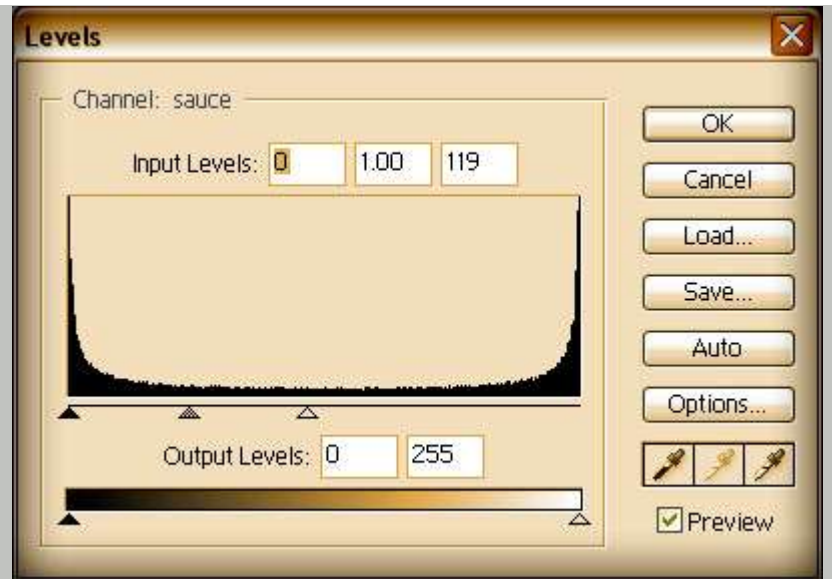 Levels
Channel: sauce
Input Levels: 0 1.00 119
Output Levels: 0 255
OK
Cancel
Load...
Save...
Auto
Options...
Preview